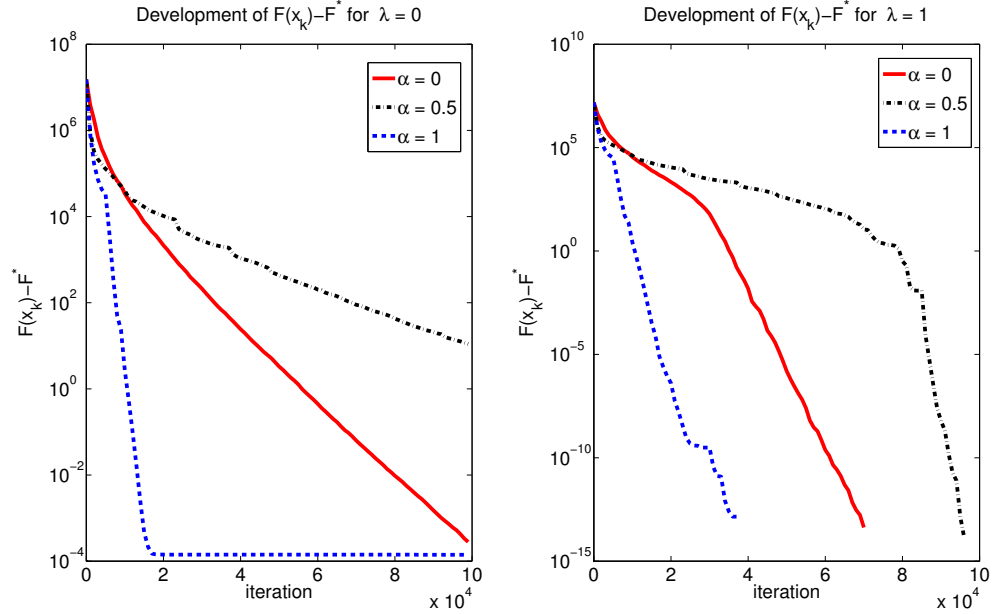 Development of F(x_k)−F^* for λ = 0
10^8
10^6
10^4
10^2
10^0
10^−2
10^−4
F(x_k)−F^*
α = 0
α = 0.5
α = 1
0
2
4
6
8
10
x 10^4
iteration
Development of F(x_k)−F^* for λ = 1
10^10
10^5
10^0
10^−5
10^−10
10^−15
F(x_k)−F^*
α = 0
α = 0.5
α = 1
0
2
4
6
8
10
x 10^4
iteration